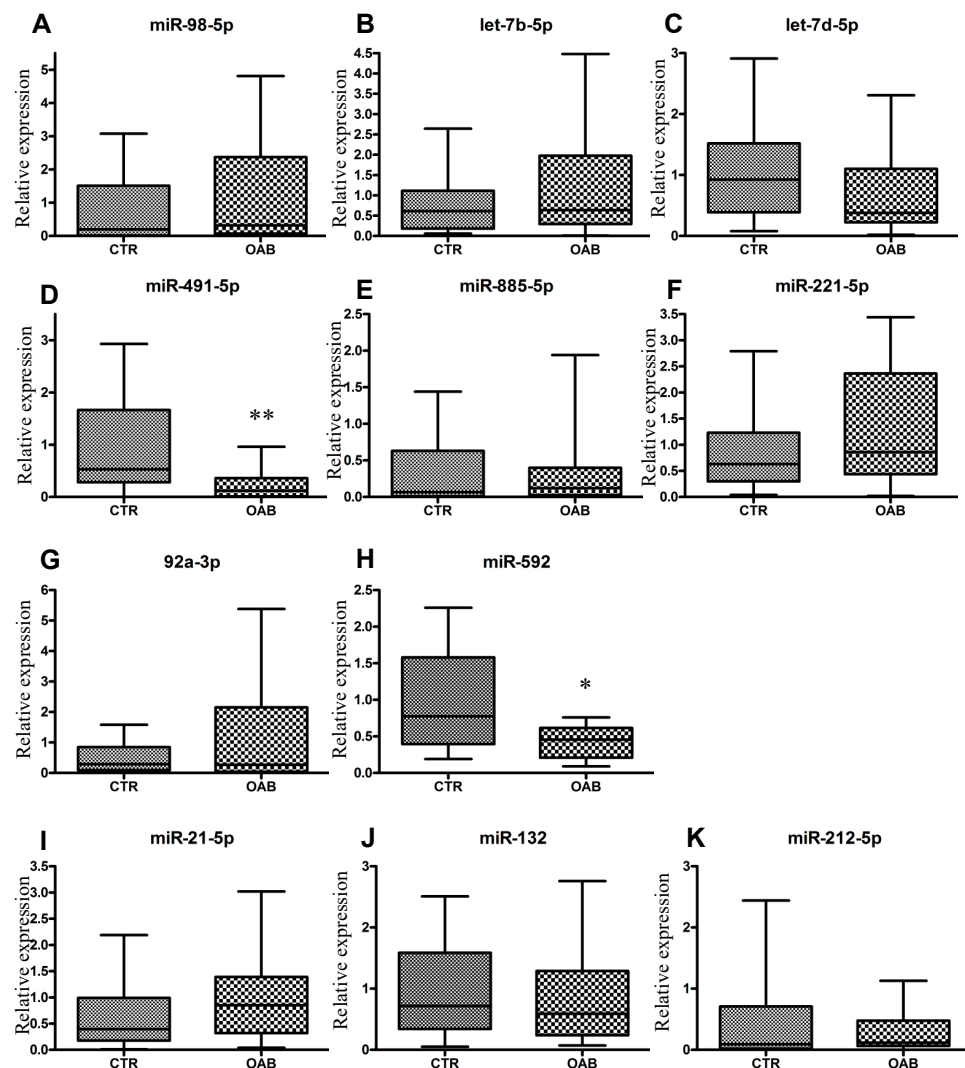 A miR-98-5p
Relative expression
5
4
3
2
1
0
CTR OAB
B let-7b-5p
Relative expression
4.5
4.0
3.5
3.0
2.5
2.0
1.5
1.0
0.5
0.0
CTR OAB
C let-7d-5p
Relative expression
3
2
1
0
CTR OAB
D miR-491-5p
Relative expression
3
2
1
0
**
CTR OAB
E miR-885-5p
Relative expression
2.5
2.0
1.5
1.0
0.5
0.0
CTR OAB
F miR-221-5p
Relative expression
3.5
3.0
2.5
2.0
1.5
1.0
0.5
0.0
CTR OAB
G 92a-3p
Relative expression
6
5
4
3
2
1
0
CTR OAB
H miR-592
Relative expression
2.5
2.0
1.5
1.0
0.5
0.0
*
CTR OAB
I miR-21-5p
Relative expression
3.5
3.0
2.5
2.0
1.5
1.0
0.5
0.0
CTR OAB
J miR-132
Relative expression
3
2
1
0
CTR OAB
K miR-212-5p
Relative expression
3
2
1
0
CTR OAB